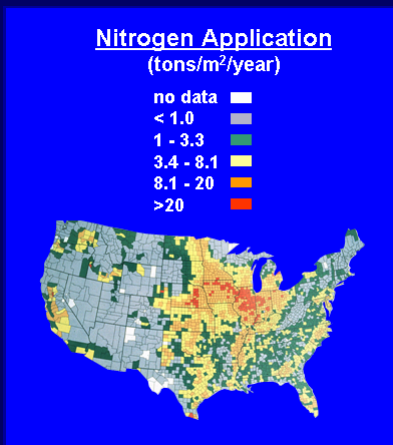 Nitrogen Application
(tons/m²/year)
no data
< 1.0
1 - 3.3
3.4 - 8.1
8.1 - 20
>20